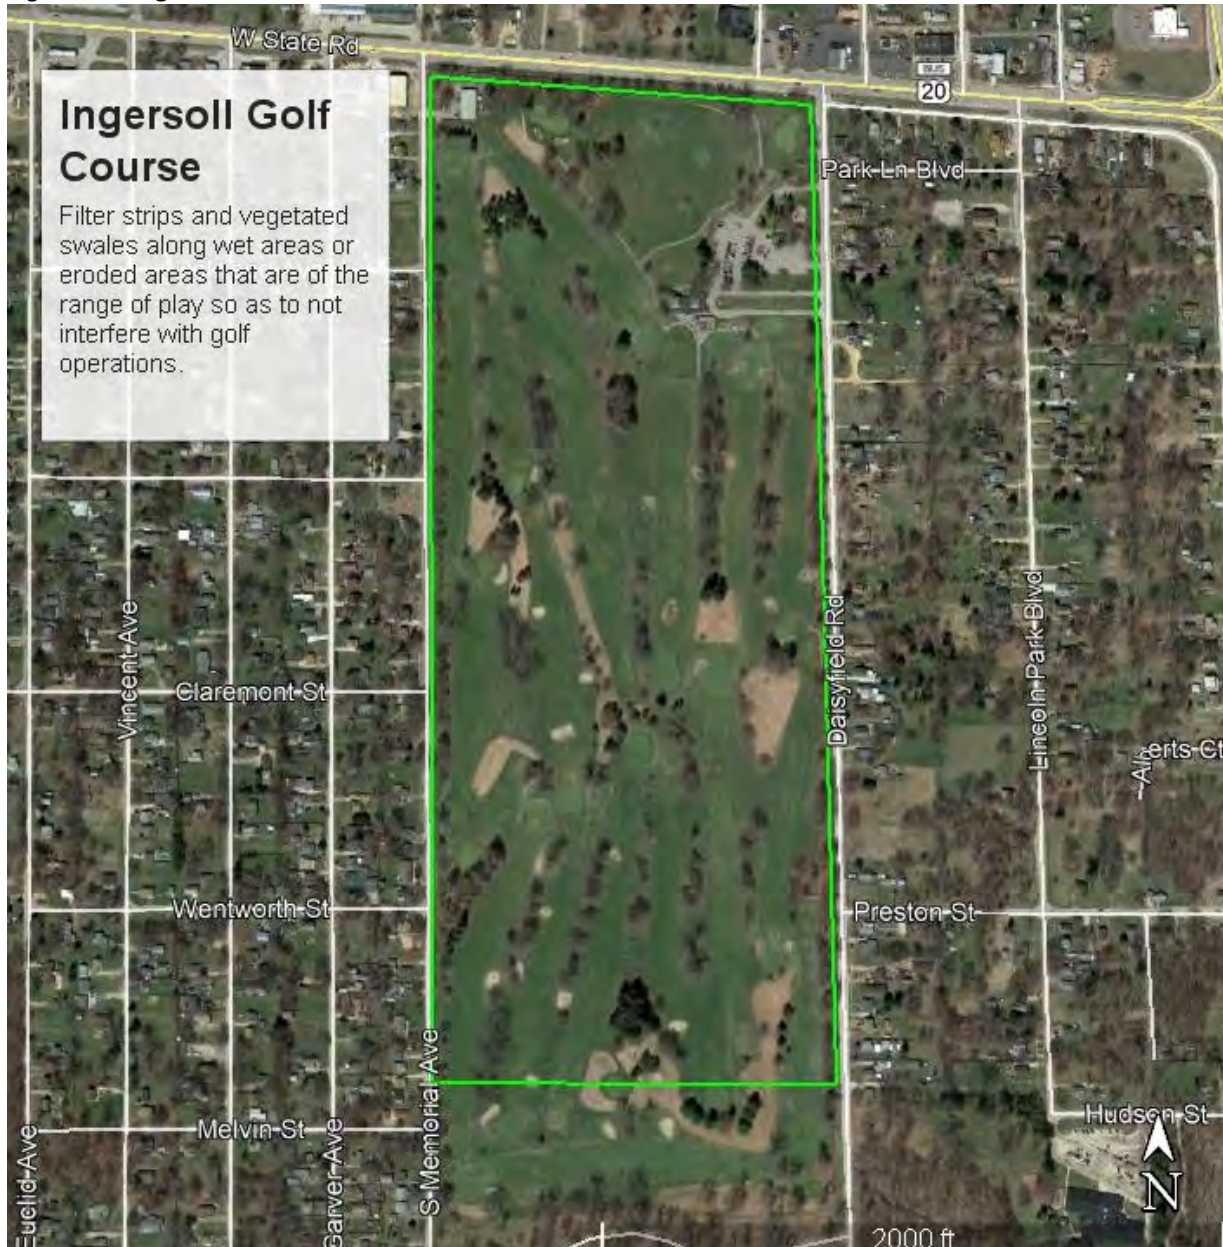 W State Rd
BUS
20
Ingersoll Golf
Course
Filter strips and vegetated
swales along wet areas or
eroded areas that are of the
range of play so as to not
interfere with golf
operations.
Park Ln Blvd
Vincent Ave
Claremont St
Daisyfield Rd
Lincoln Park Blvd
Wentworth St
Preston St
S Memorial Ave
Melvin St
Hudson St
Euclid Ave
Garver Ave
N
2000 ft